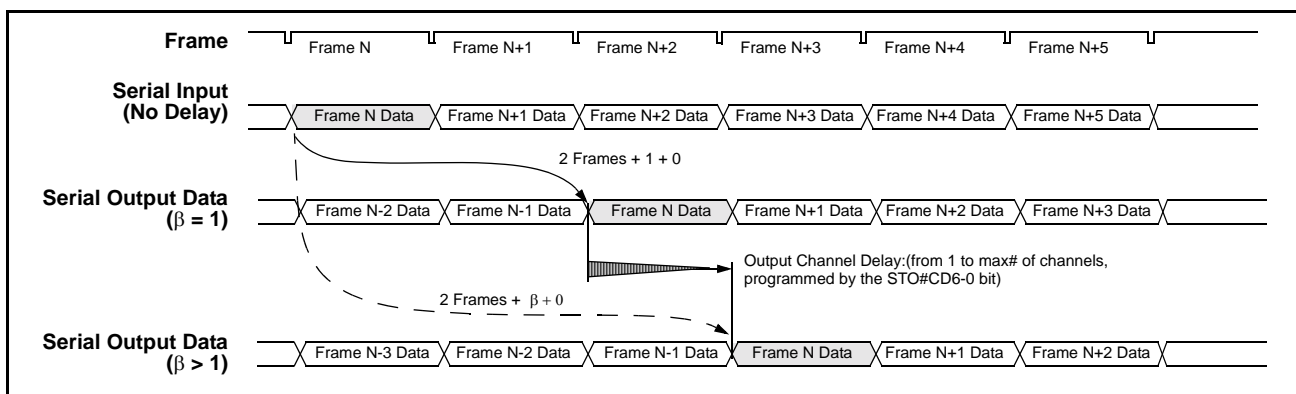 Frame
Frame N Frame N+1 Frame N+2 Frame N+3 Frame N+4 Frame N+5
Serial Input
(No Delay)
Frame N Data Frame N+1 Data Frame N+2 Data Frame N+3 Data Frame N+4 Data Frame N+5 Data
2 Frames + 1 + 0
Serial Output Data
(β = 1)
Frame N-2 Data Frame N-1 Data Frame N Data Frame N+1 Data Frame N+2 Data Frame N+3 Data
Output Channel Delay:(from 1 to max# of channels,
programmed by the STO#CD6-0 bit)
2 Frames + β + 0
Serial Output Data
(β > 1)
Frame N-3 Data Frame N-2 Data Frame N-1 Data Frame N Data Frame N+1 Data Frame N+2 Data